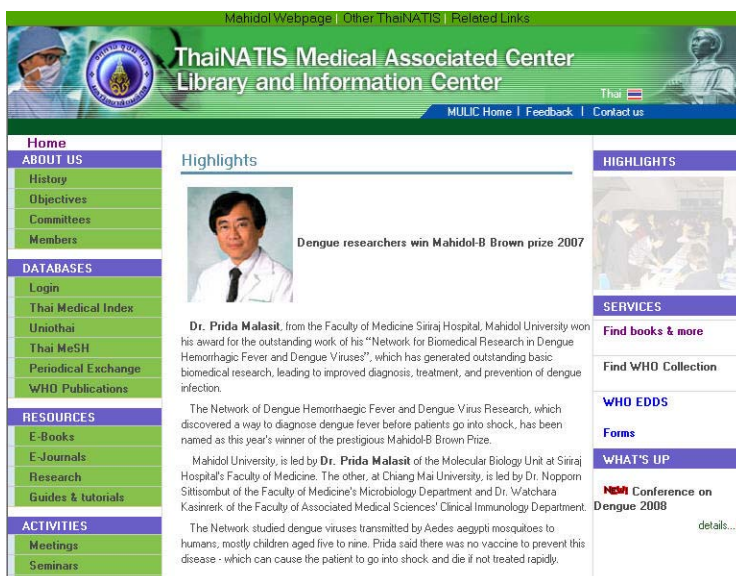 Mahidol Webpage | Other ThaiNATIS | Related Links
ThaiNATIS Medical Associated Center
Library and Information Center
Thai
MULIC Home | Feedback | Contact us
Home
ABOUT US
History
Objectives
Committees
Members
DATABASES
Login
Thai Medical Index
Uniothai
Thai MeSH
Periodical Exchange
WHO Publications
RESOURCES
E-Books
E-Journals
Research
Guides & tutorials
ACTIVITIES
Meetings
Seminars
Highlights
Dengue researchers win Mahidol-B Brown prize 2007
Dr. Prida Malasit, from the Faculty of Medicine Siriraj Hospital, Mahidol University won
his award for the outstanding work of his "Network for Biomedical Research in Dengue
Hemorrhagic Fever and Dengue Viruses", which has generated outstanding basic
biomedical research, leading to improved diagnosis, treatment, and prevention of dengue
infection.
The Network of Dengue Hemorrhaegic Fever and Dengue Virus Research, which
discovered a way to diagnose dengue fever before patients go into shock, has been
named as this year's winner of the prestigious Mahidol-B Brown Prize.
Mahidol University, is led by Dr. Prida Malasit of the Molecular Biology Unit at Siriraj
Hospital's Faculty of Medicine. The other, at Chiang Mai University, is led by Dr. Nopporn
Sittisombut of the Faculty of Medicine's Microbiology Department and Dr. Watchara
Kasinrerk of the Faculty of Associated Medical Sciences' Clinical Immunology Department.
The Network studied dengue viruses transmitted by Aedes aegypti mosquitoes to
humans, mostly children aged five to nine. Prida said there was no vaccine to prevent this
disease - which can cause the patient to go into shock and die if not treated rapidly.
HIGHLIGHTS
SERVICES
Find books & more
Find WHO Collection
WHO EDDS
Forms
WHAT'S UP
NEW! Conference on
Dengue 2008
details...